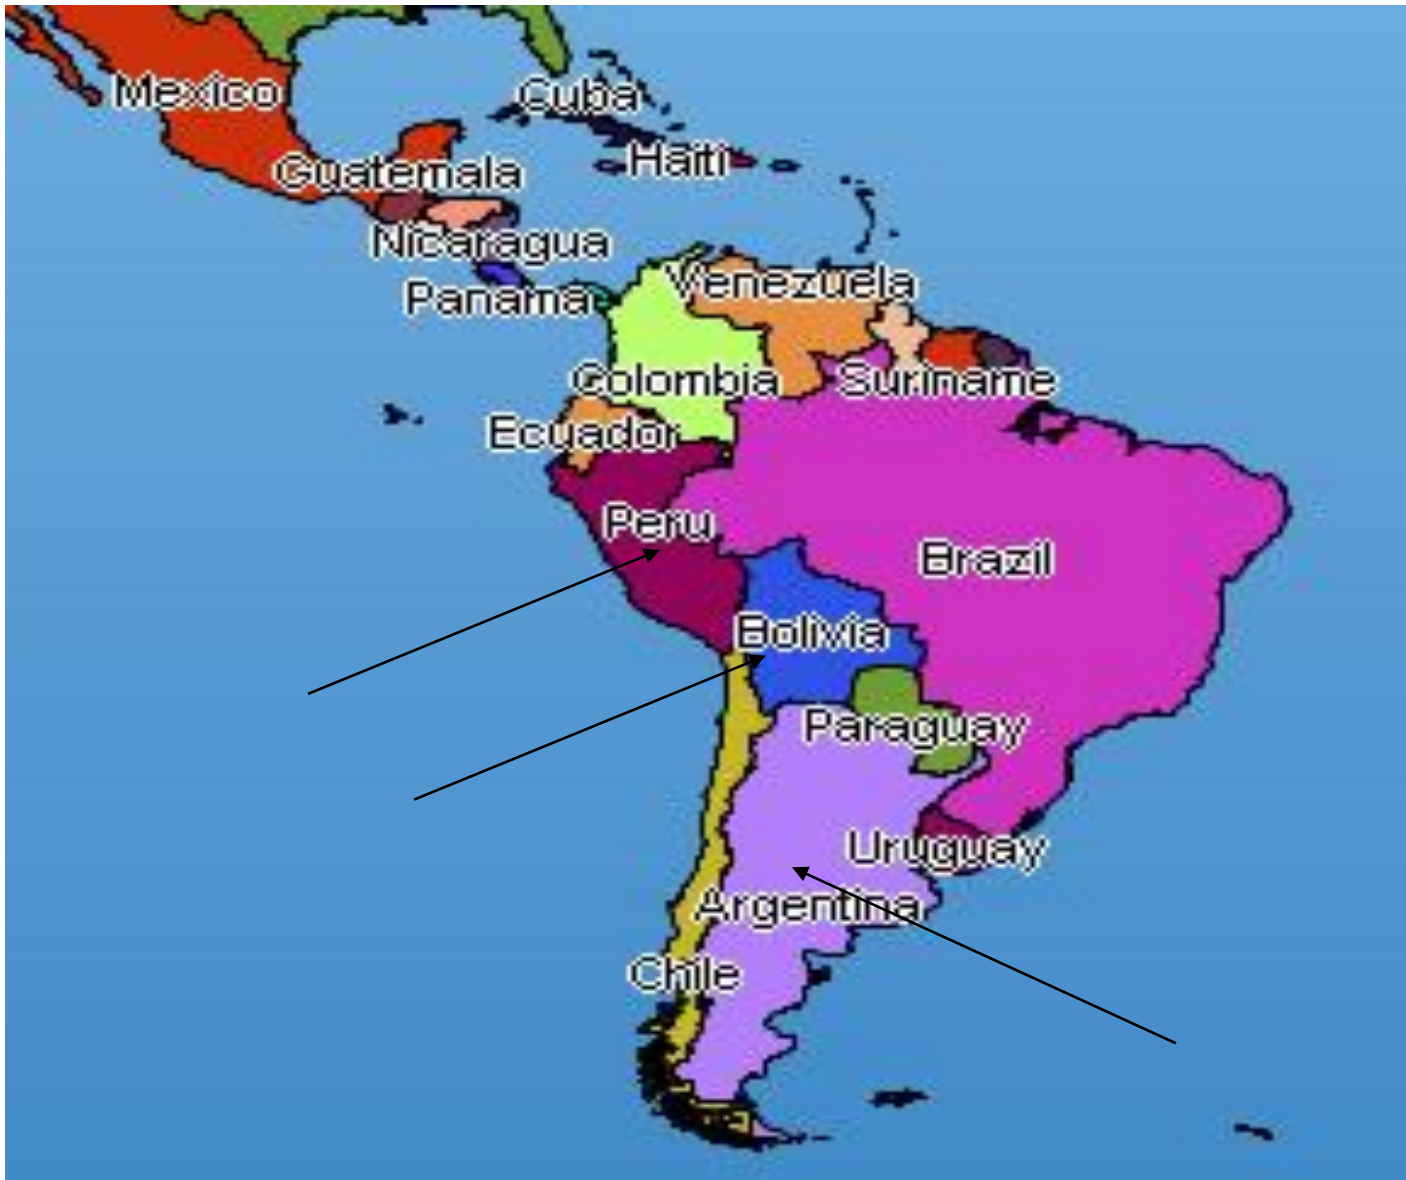 Mexico
Cuba
Haiti
Guatemala
Nicaragua
Panama
Venezuela
Colombia
Suriname
Ecuador
Peru
Brazil
Bolivia
Paraguay
Uruguay
Argentina
Chile